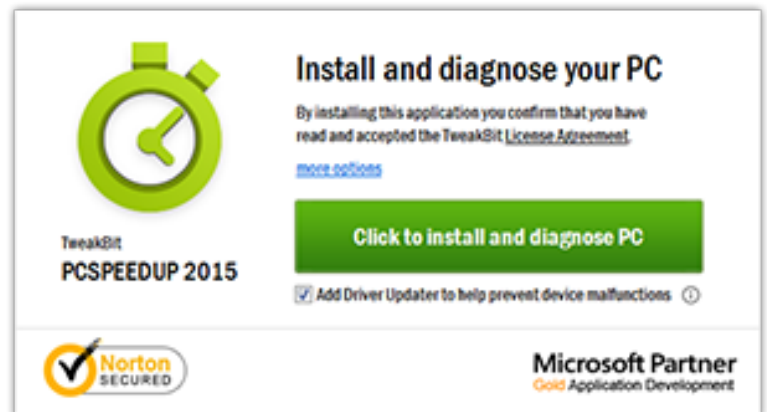 Install and diagnose your PC
By installing this application you confirm that you have
read and accepted the TweakBit License Agreement.
more options
TweakBit
PCSPEEDUP 2015
Click to install and diagnose PC
Add Driver Updater to help prevent device malfunctions
Norton
SECURED
Microsoft Partner
Gold Application Development